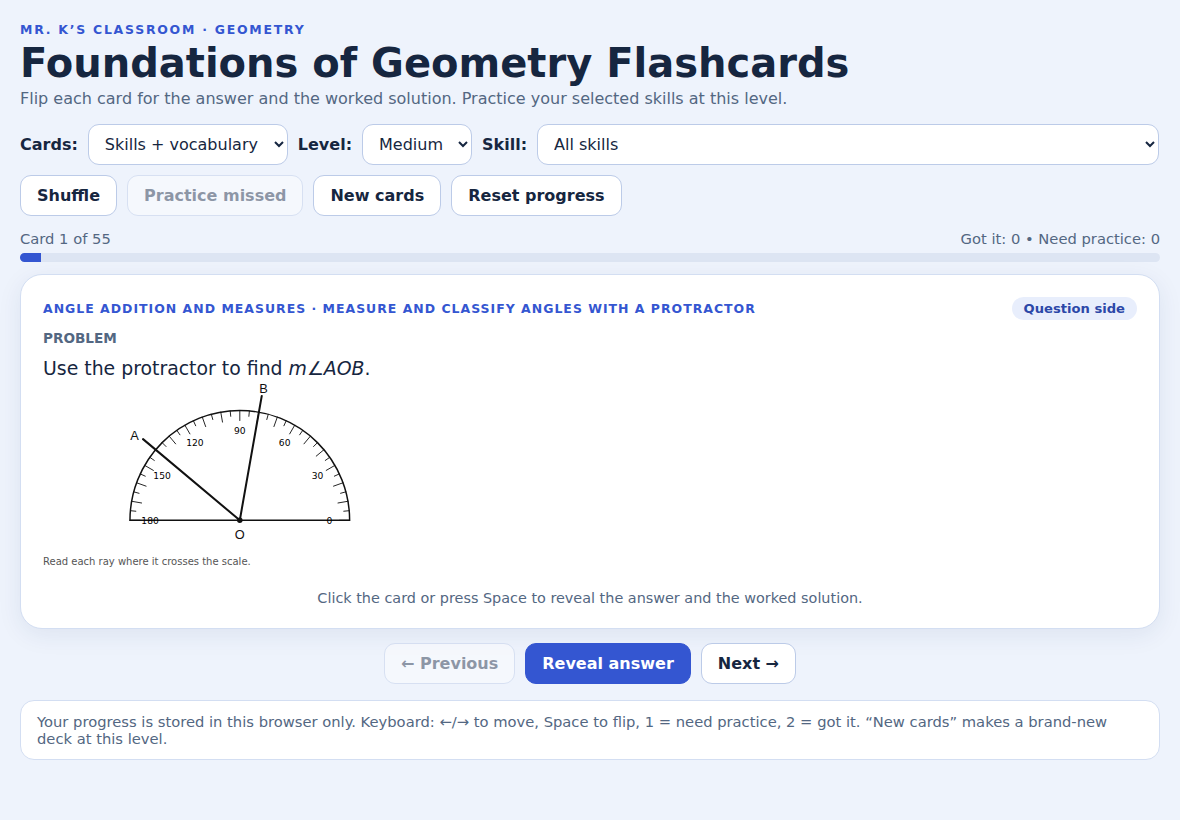 MR. K’S CLASSROOM · GEOMETRY
Foundations of Geometry Flashcards
Flip each card for the answer and the worked solution. Practice your selected skills at this level.
Cards: Skills + vocabulary Level: Medium Skill: All skills
Shuffle Practice missed New cards Reset progress
Card 1 of 55 Got it: 0 • Need practice: 0
ANGLE ADDITION AND MEASURES · MEASURE AND CLASSIFY ANGLES WITH A PROTRACTOR Question side
PROBLEM
Use the protractor to find m∠AOB.
B
A 120 90 60
150 30
180 0
O
Read each ray where it crosses the scale.
Click the card or press Space to reveal the answer and the worked solution.
← Previous Reveal answer Next →
Your progress is stored in this browser only. Keyboard: ←/→ to move, Space to flip, 1 = need practice, 2 = got it. “New cards” makes a brand-new
deck at this level.